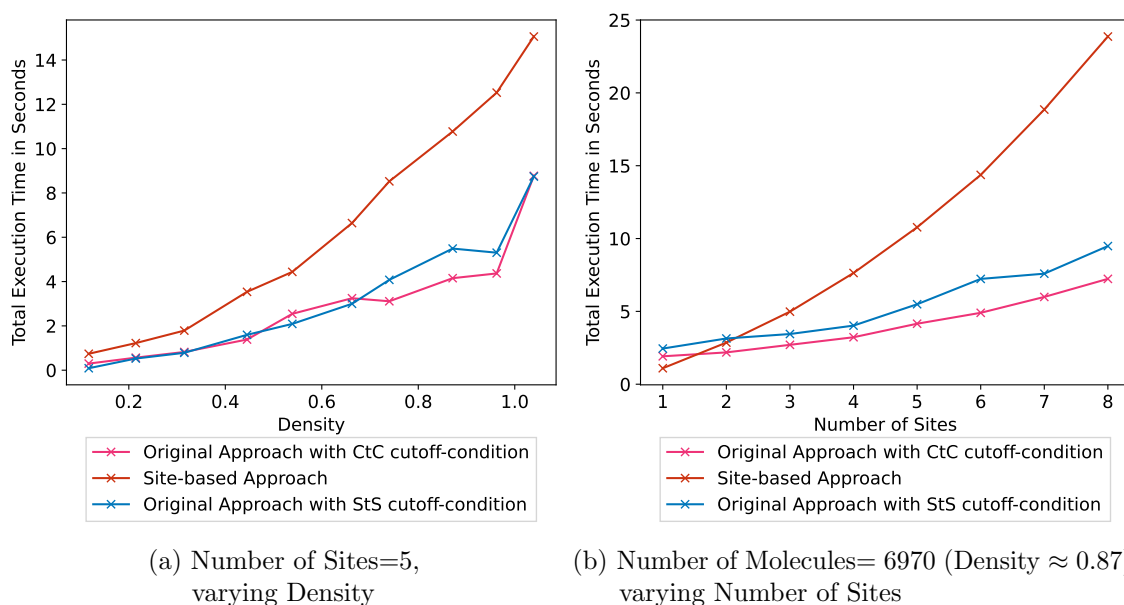 Total Execution Time in Seconds
14
12
10
8
6
4
2
0
0.2 0.4 0.6 0.8 1.0
Density
Original Approach with CtC cutoff-condition
Site-based Approach
Original Approach with StS cutoff-condition
(a) Number of Sites=5,
varying Density
Total Execution Time in Seconds
25
20
15
10
5
0
1 2 3 4 5 6 7 8
Number of Sites
Original Approach with CtC cutoff-condition
Site-based Approach
Original Approach with StS cutoff-condition
(b) Number of Molecules= 6970 (Density ≈ 0.87,
varying Number of Sites